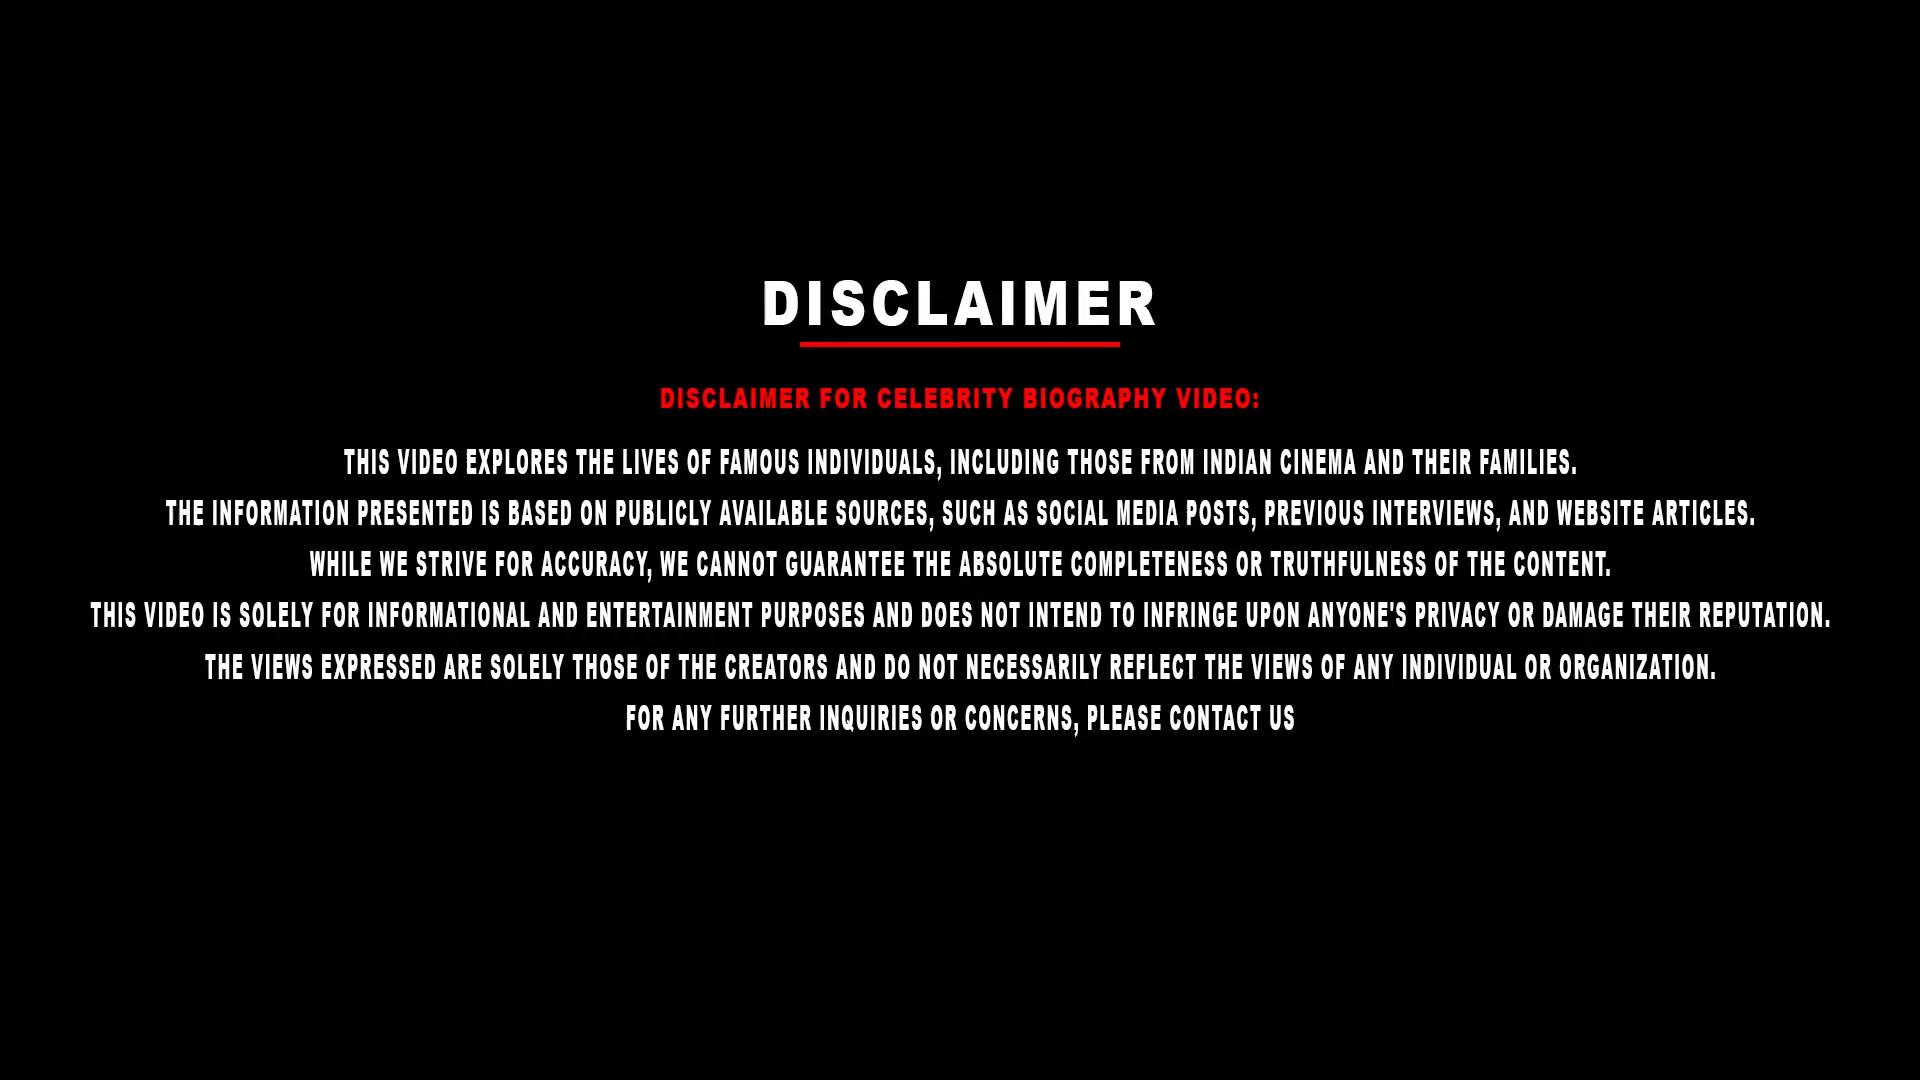 DISCLAIMER
DISCLAIMER FOR CELEBRITY BIOGRAPHY VIDEO:
THIS VIDEO EXPLORES THE LIVES OF FAMOUS INDIVIDUALS, INCLUDING THOSE FROM INDIAN CINEMA AND THEIR FAMILIES.
THE INFORMATION PRESENTED IS BASED ON PUBLICLY AVAILABLE SOURCES, SUCH AS SOCIAL MEDIA POSTS, PREVIOUS INTERVIEWS, AND WEBSITE ARTICLES.
WHILE WE STRIVE FOR ACCURACY, WE CANNOT GUARANTEE THE ABSOLUTE COMPLETENESS OR TRUTHFULNESS OF THE CONTENT.
THIS VIDEO IS SOLELY FOR INFORMATIONAL AND ENTERTAINMENT PURPOSES AND DOES NOT INTEND TO INFRINGE UPON ANYONE'S PRIVACY OR DAMAGE THEIR REPUTATION.
THE VIEWS EXPRESSED ARE SOLELY THOSE OF THE CREATORS AND DO NOT NECESSARILY REFLECT THE VIEWS OF ANY INDIVIDUAL OR ORGANIZATION.
FOR ANY FURTHER INQUIRIES OR CONCERNS, PLEASE CONTACT US